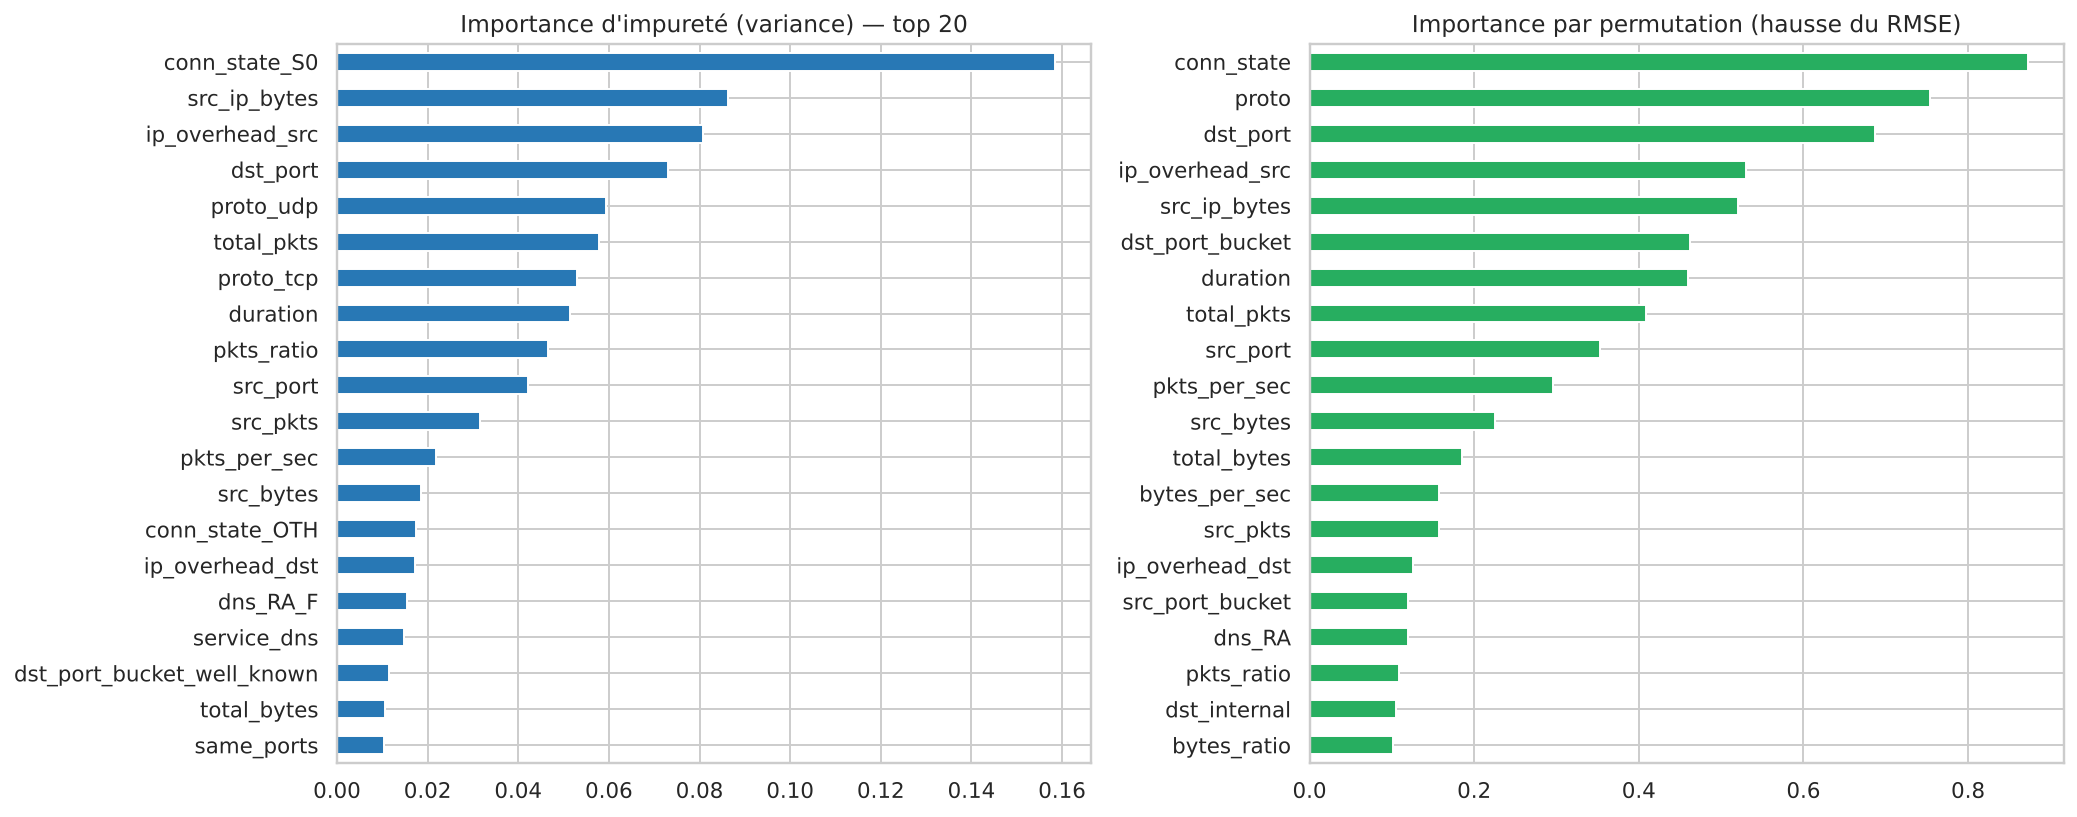 Importance d'impureté (variance) — top 20
conn_state_S0
src_ip_bytes
ip_overhead_src
dst_port
proto_udp
total_pkts
proto_tcp
duration
pkts_ratio
src_port
src_pkts
pkts_per_sec
src_bytes
conn_state_OTH
ip_overhead_dst
dns_RA_F
service_dns
dst_port_bucket_well_known
total_bytes
same_ports
0.00 0.02 0.04 0.06 0.08 0.10 0.12 0.14 0.16
Importance par permutation (hausse du RMSE)
conn_state
proto
dst_port
ip_overhead_src
src_ip_bytes
dst_port_bucket
duration
total_pkts
src_port
pkts_per_sec
src_bytes
total_bytes
bytes_per_sec
src_pkts
ip_overhead_dst
src_port_bucket
dns_RA
pkts_ratio
dst_internal
bytes_ratio
0.0 0.2 0.4 0.6 0.8